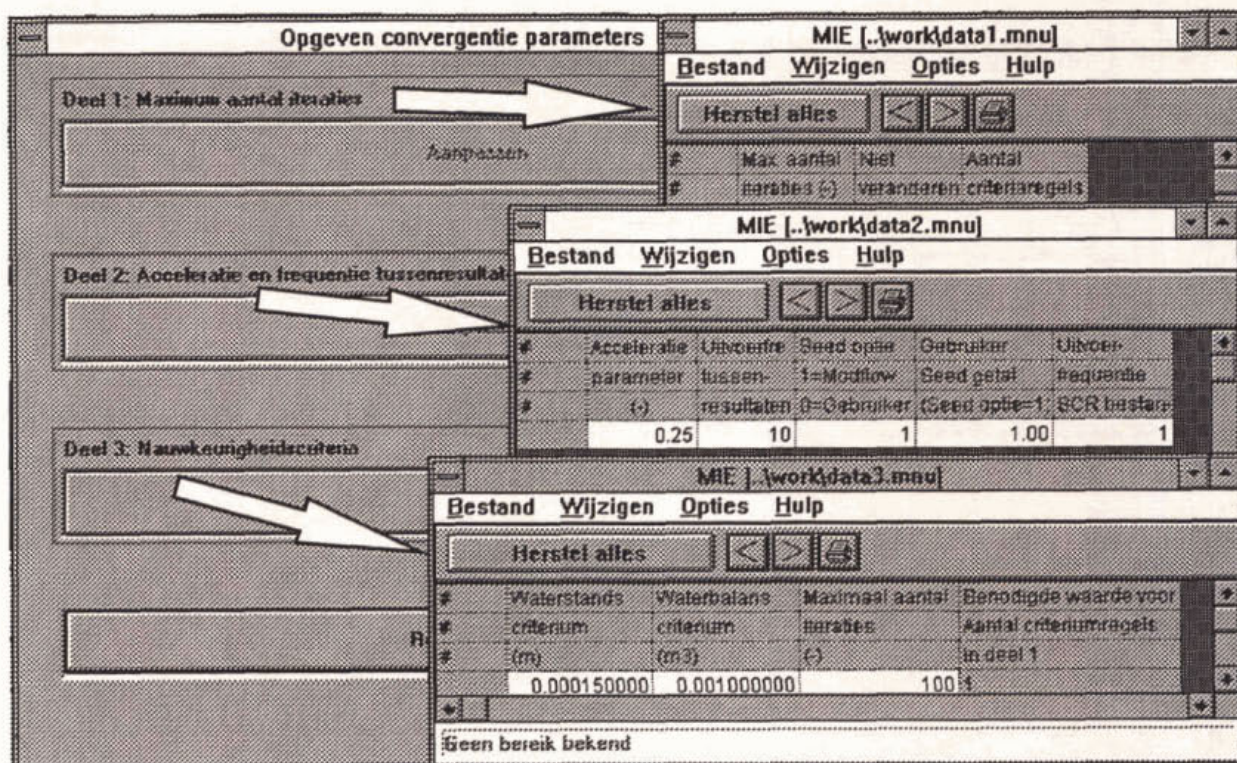 Opgeven convergentie parameters
Deel 1: Maximum aantal iteraties
Aanpassen
Deel 2: Acceleratie en frequentie tussenresultat
Deel 3: Nauwkeurigheidscriteria
MIE [..\work\data1.mnu]
Bestand Wijzigen Opties Hulp
Herstel alles < >
# Max. aantal Niet Aantal
# iteraties (-) veranderen criteriaregels
MIE [..\work\data2.mnu]
Bestand Wijzigen Opties Hulp
Herstel alles < >
# Acceleratie Uitvoerfre Seed optie Gebruiker Uitvoer-
# parameter tussen- 1=Modflow Seed getal frequentie
# (-) resultaten 0=Gebruiker (Seed optie=1 BCR bestan-
0.25 10 1 1.00 1
MIE [..\work\data3.mnu]
Bestand Wijzigen Opties Hulp
Herstel alles < >
# Waterstands Waterbalans Maximaal aantal Benodigde waarde voor
# criterium criterium iteraties Aantal criteriumregels
# (m) (m3) (-) in deel 1
0.000150000 0.001000000 100 1
Geen bereik bekend